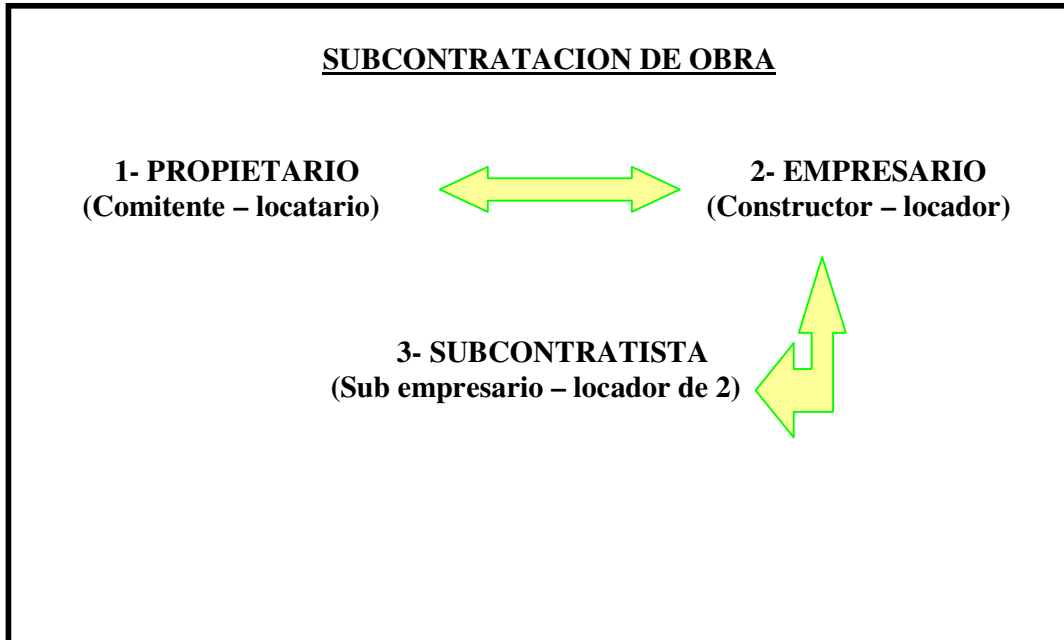 SUBCONTRATACION DE OBRA
1- PROPIETARIO
(Comitente – locatario)
2- EMPRESARIO
(Constructor – locador)
3- SUBCONTRATISTA
(Sub empresario – locador de 2)